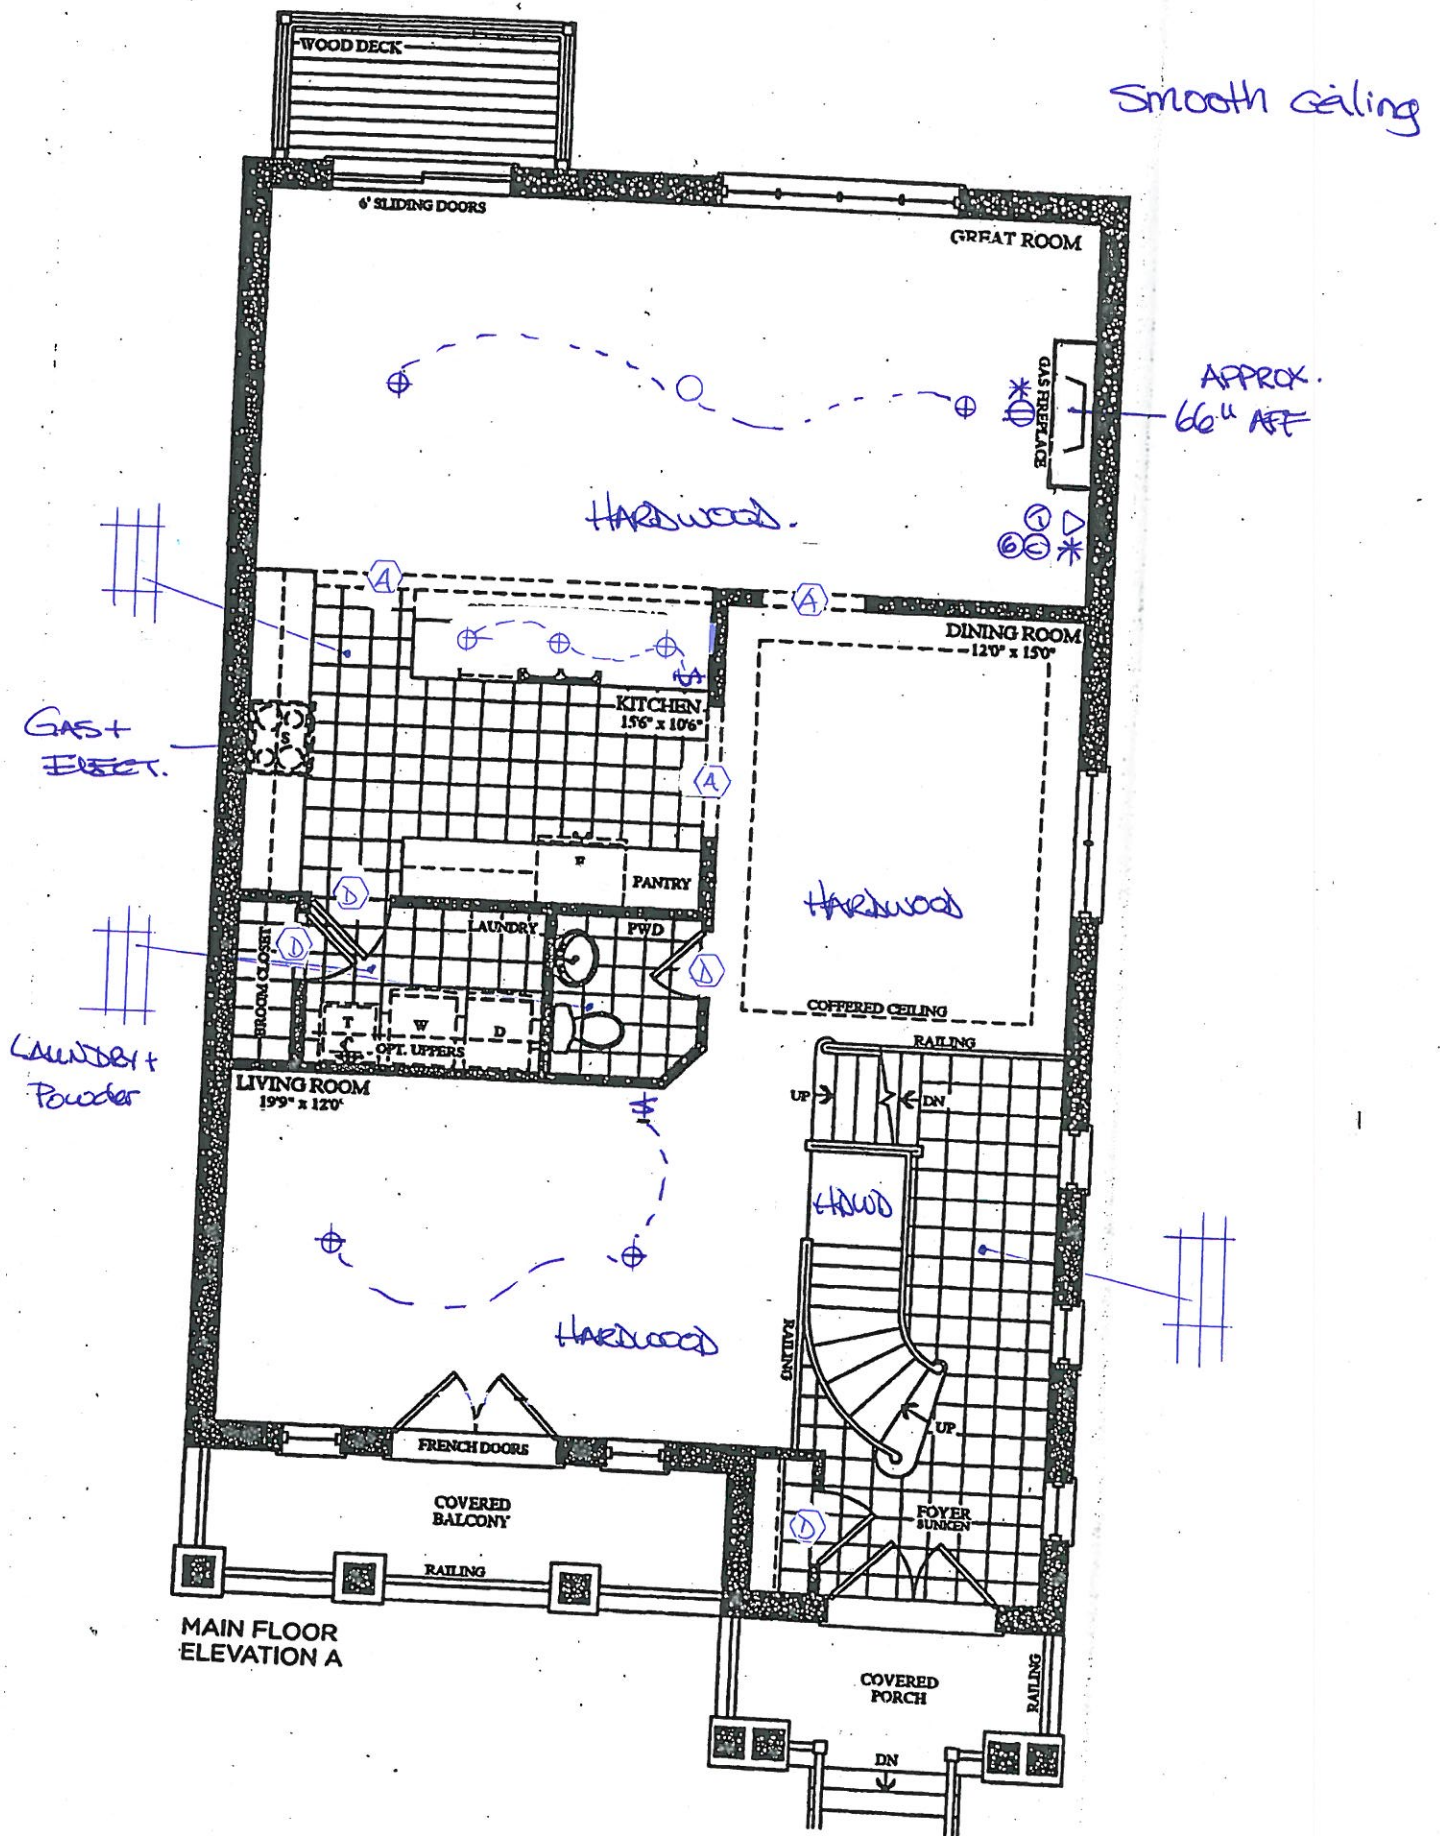 WOOD DECK
Smooth ceiling
6' SLIDING DOORS
GREAT ROOM
GAS FIREPLACE
APPROX.
66" AFF
HARDWOOD.
6
A
A
DINING ROOM
12'0" x 15'0"
KITCHEN
15'6" x 10'6"
GAS +
ELECT.
S
A
F
PANTRY
D
HARDWOOD
LAUNDRY
PWD
D
D
BROOM CLOSET
COFFERED CEILING
T
W
D
OPT. UPPERS
RAILING
LAUNDRY +
Powder
LIVING ROOM
19'9" x 12'0"
UP
DN
HDWD
HARDWOOD
RAILING
UP
FRENCH DOORS
COVERED
BALCONY
D
FOYER
SUNKEN
RAILING
MAIN FLOOR
ELEVATION A
COVERED
PORCH
RAILING
DN